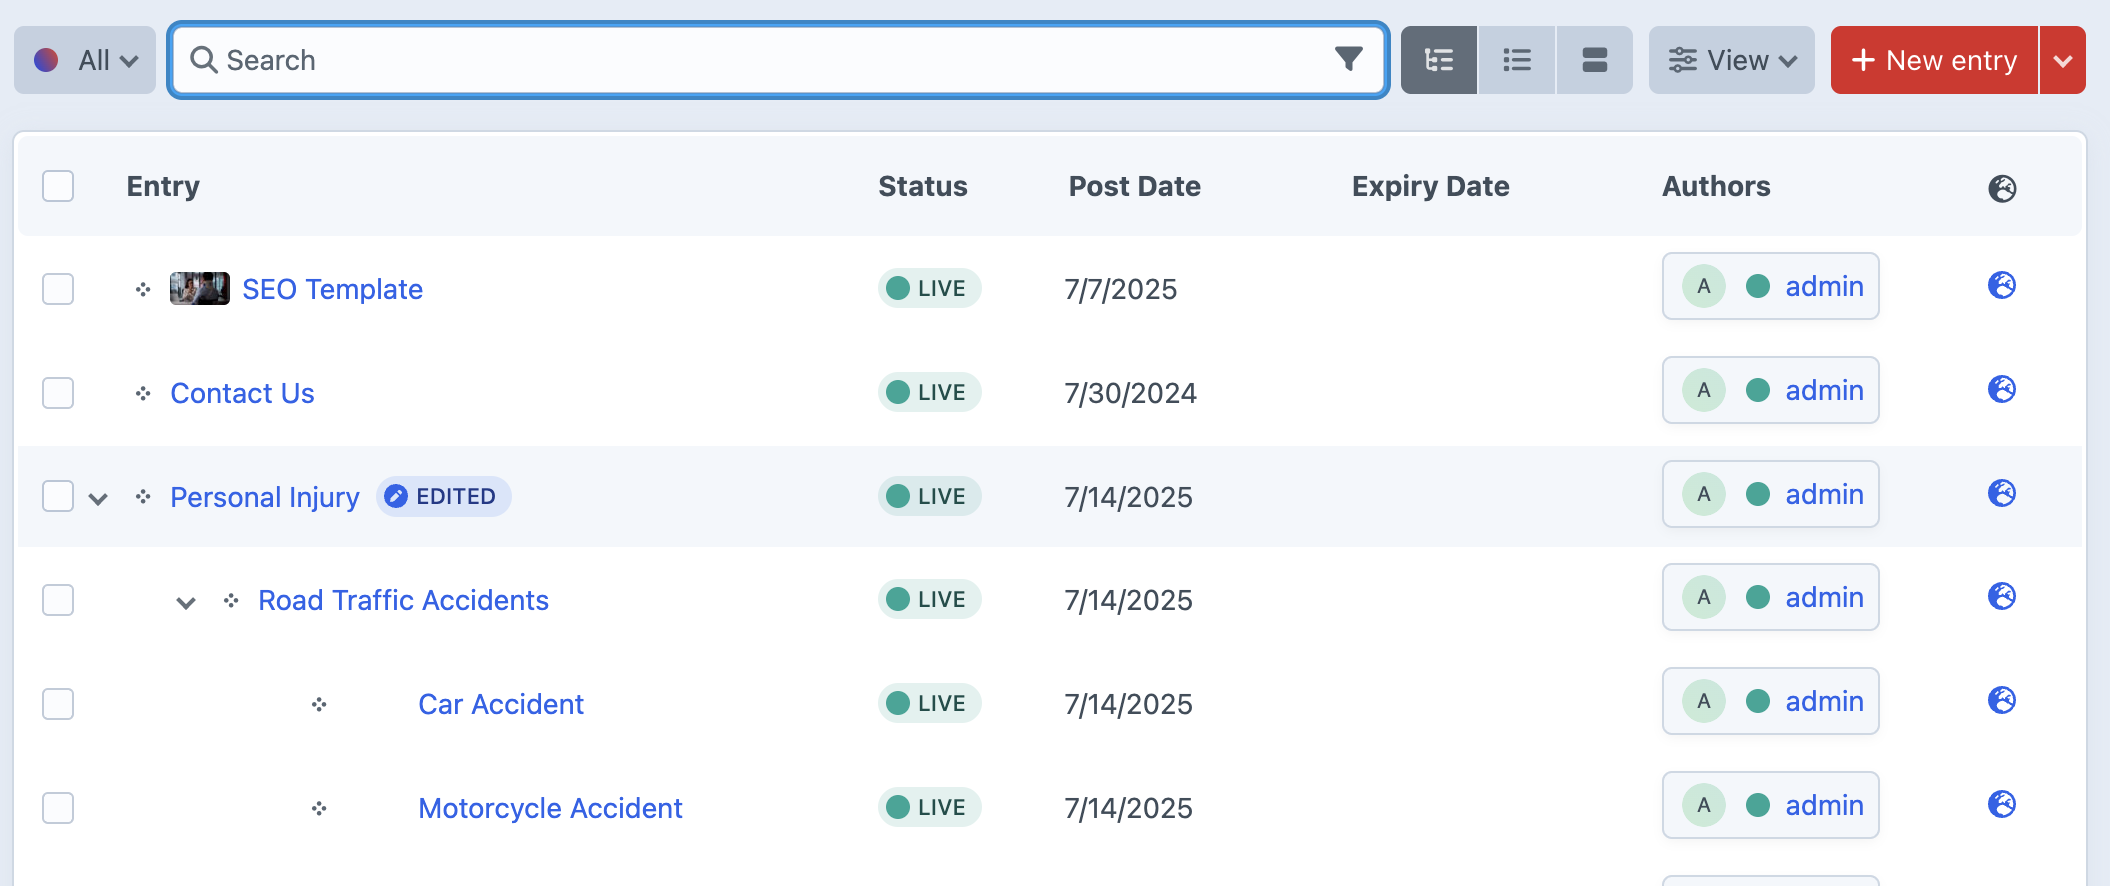 All Search View New entry
Entry Status Post Date Expiry Date Authors
SEO Template LIVE 7/7/2025 A admin
Contact Us LIVE 7/30/2024 A admin
Personal Injury EDITED LIVE 7/14/2025 A admin
Road Traffic Accidents LIVE 7/14/2025 A admin
Car Accident LIVE 7/14/2025 A admin
Motorcycle Accident LIVE 7/14/2025 A admin